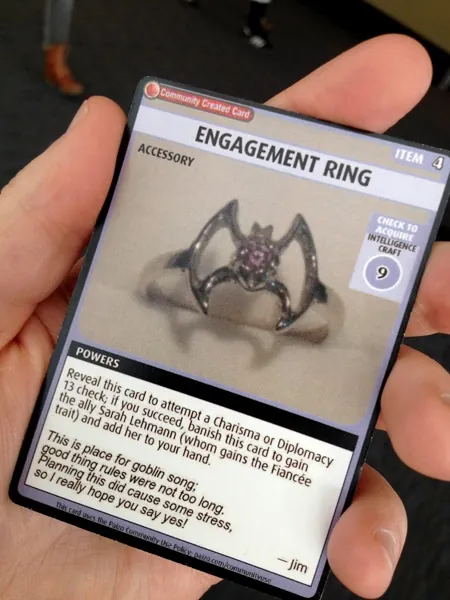 Community Created Card
ENGAGEMENT RING
ITEM 4
ACCESSORY
CHECK TO
ACQUIRE
INTELLIGENCE
CRAFT
9
POWERS
Reveal this card to attempt a Charisma or Diplomacy
13 check; if you succeed, banish this card to gain
the ally Sarah Lehmann (whom gains the Fiancée
trait) and add her to your hand.
This is place for goblin song;
good thing rules were not too long.
Planning this did cause some stress,
so I really hope you say yes!
— Jim
This card uses the Paizo Community Use Policy: paizo.com/communityuse